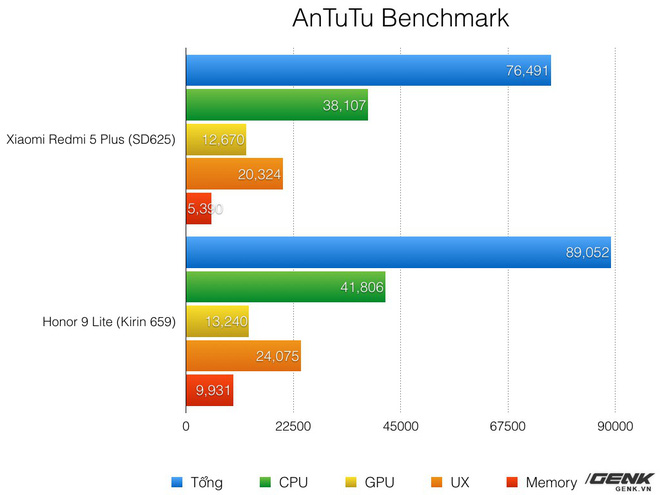 AnTuTu Benchmark
Xiaomi Redmi 5 Plus (SD625)
76,491
38,107
12,670
20,324
5,390
Honor 9 Lite (Kirin 659)
89,052
41,806
13,240
24,075
9,931
0 22500 45000 67500 90000
Tổng CPU GPU UX Memory
GENK
GENK.VN